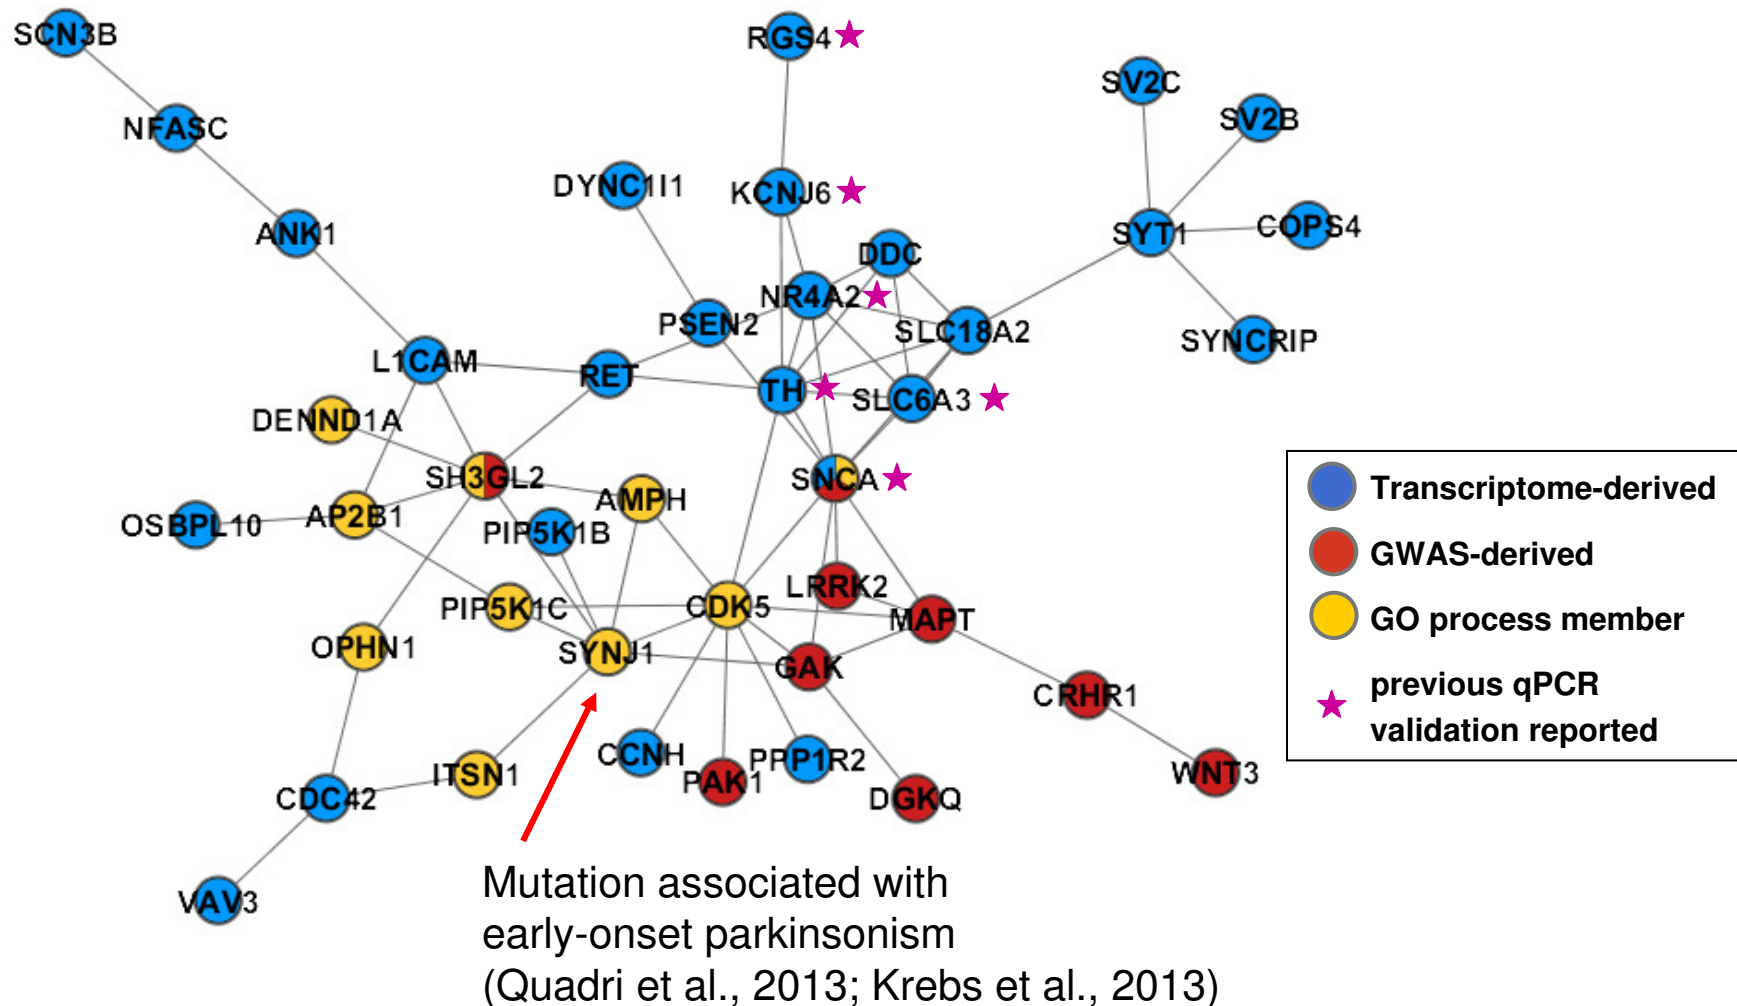 SCN3B
RGS4
SV2C
SV2B
NFASC
DYNC1I1
KCNJ6
ANK1
DDC
SYT1
COPS4
NR4A2
PSEN2
SLC18A2
SYNCRIP
L1CAM
RET
TH
SLC6A3
DENND1A
SH3GL2
SNCA
AMPH
OSBPL10
AP2B1
PIP5K1B
LRRK2
PIP5K1C
CDK5
MAPT
OPHN1
SYNJ1
GAK
CRHR1
CCNH
PPP1R2
PAK1
ITSN1
DGKQ
WNT3
CDC42
VAV3
Transcriptome-derived
GWAS-derived
GO process member
previous qPCR
validation reported
Mutation associated with
early-onset parkinsonism
(Quadri et al., 2013; Krebs et al., 2013)